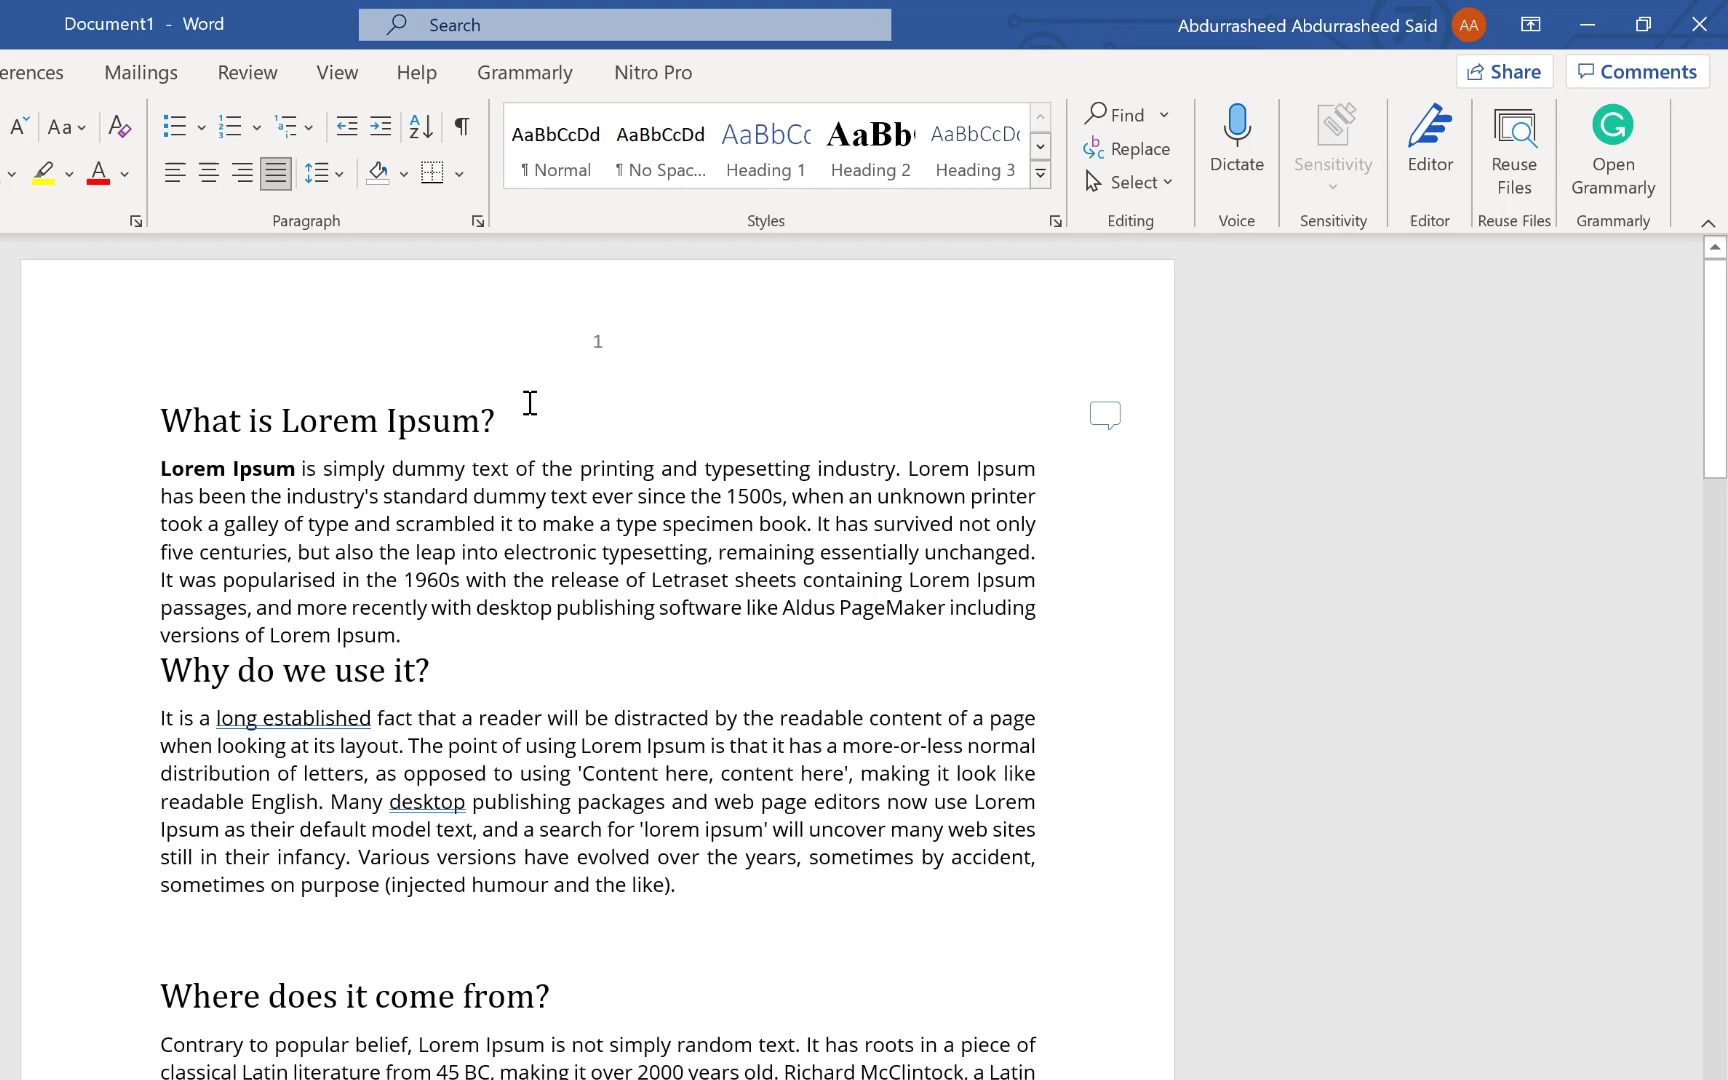 Document1 - Word
Search
Abdurrasheed Abdurrasheed Said AA
erences Mailings Review View Help Grammarly Nitro Pro
Share Comments
AaBbCcDd AaBbCcDd AaBbCc AaBb AaBbCcDc
¶ Normal ¶ No Spac... Heading 1 Heading 2 Heading 3
Find
Replace
Select
Dictate
Sensitivity
Editor
Reuse Files
Open Grammarly
Paragraph Styles Editing Voice Sensitivity Editor Reuse Files Grammarly
1
What is Lorem Ipsum?
Lorem Ipsum is simply dummy text of the printing and typesetting industry. Lorem Ipsum
has been the industry's standard dummy text ever since the 1500s, when an unknown printer
took a galley of type and scrambled it to make a type specimen book. It has survived not only
five centuries, but also the leap into electronic typesetting, remaining essentially unchanged.
It was popularised in the 1960s with the release of Letraset sheets containing Lorem Ipsum
passages, and more recently with desktop publishing software like Aldus PageMaker including
versions of Lorem Ipsum.
Why do we use it?
It is a long established fact that a reader will be distracted by the readable content of a page
when looking at its layout. The point of using Lorem Ipsum is that it has a more-or-less normal
distribution of letters, as opposed to using 'Content here, content here', making it look like
readable English. Many desktop publishing packages and web page editors now use Lorem
Ipsum as their default model text, and a search for 'lorem ipsum' will uncover many web sites
still in their infancy. Various versions have evolved over the years, sometimes by accident,
sometimes on purpose (injected humour and the like).
Where does it come from?
Contrary to popular belief, Lorem Ipsum is not simply random text. It has roots in a piece of
classical Latin literature from 45 BC, making it over 2000 years old. Richard McClintock, a Latin